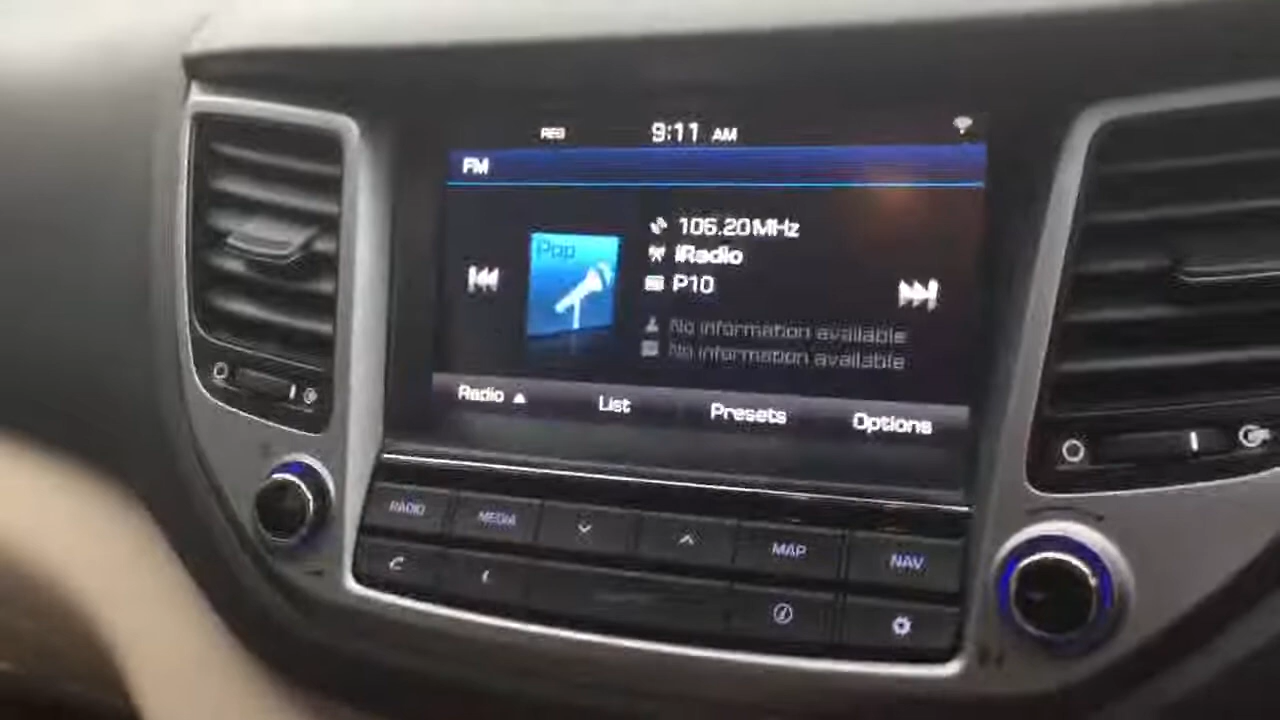 REG 9:11 AM
FM
Pop
106.20MHz
iRadio
P10
No information available
No information available
Radio ▲ List Presets Options
RADIO MEDIA MAP NAV